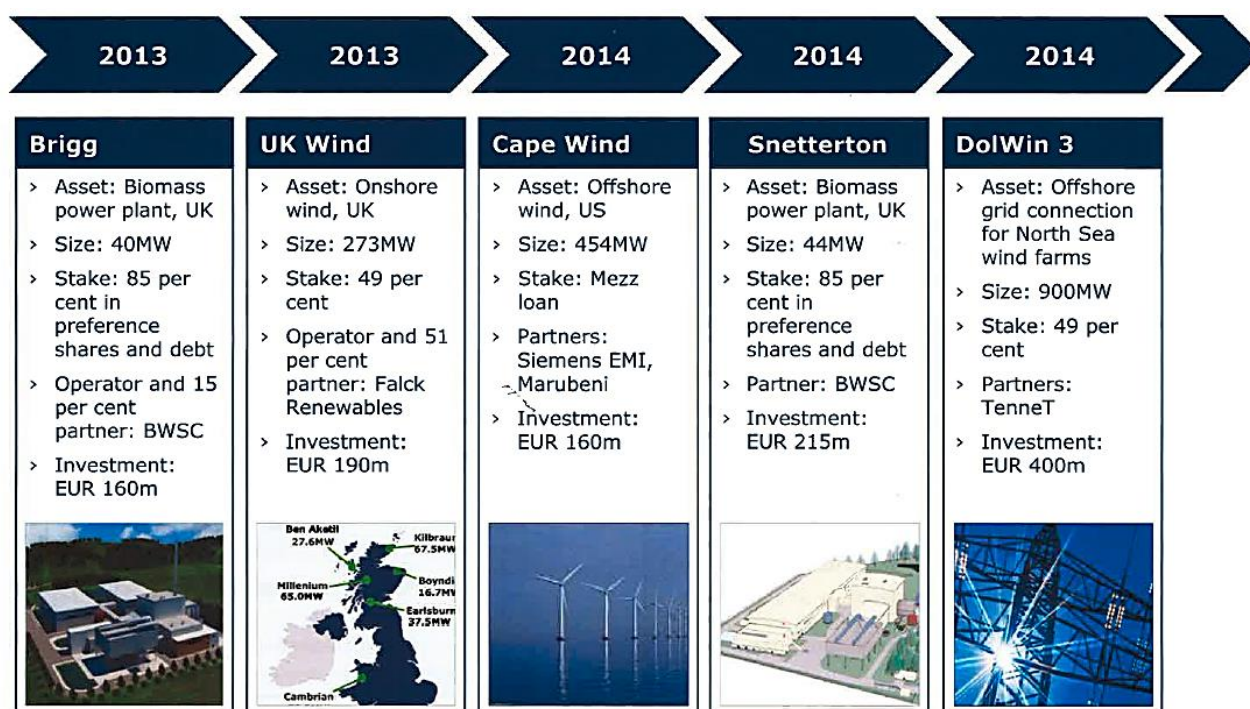 2013
2013
2014
2014
2014
Brigg
› Asset: Biomass
power plant, UK
› Size: 40MW
› Stake: 85 per
cent in
preference
shares and debt
› Operator and 15
per cent
partner: BWSC
› Investment:
EUR 160m
UK Wind
› Asset: Onshore
wind, UK
› Size: 273MW
› Stake: 49 per
cent
› Operator and 51
per cent
partner: Falck
Renewables
› Investment:
EUR 190m
Ben Aketil
27.6MW
Kilbraur
67.5MW
Millenium
65.0MW
Boyndi
16.7MW
Earlsburn
37.5MW
Cambrian
Cape Wind
› Asset: Offshore
wind, US
› Size: 454MW
› Stake: Mezz
loan
› Partners:
Siemens EMI,
Marubeni
› Investment:
EUR 160m
Snetterton
› Asset: Biomass
power plant, UK
› Size: 44MW
› Stake: 85 per
cent in
preference
shares and debt
› Partner: BWSC
› Investment:
EUR 215m
DolWin 3
› Asset: Offshore
grid connection
for North Sea
wind farms
› Size: 900MW
› Stake: 49 per
cent
› Partners:
TenneT
› Investment:
EUR 400m